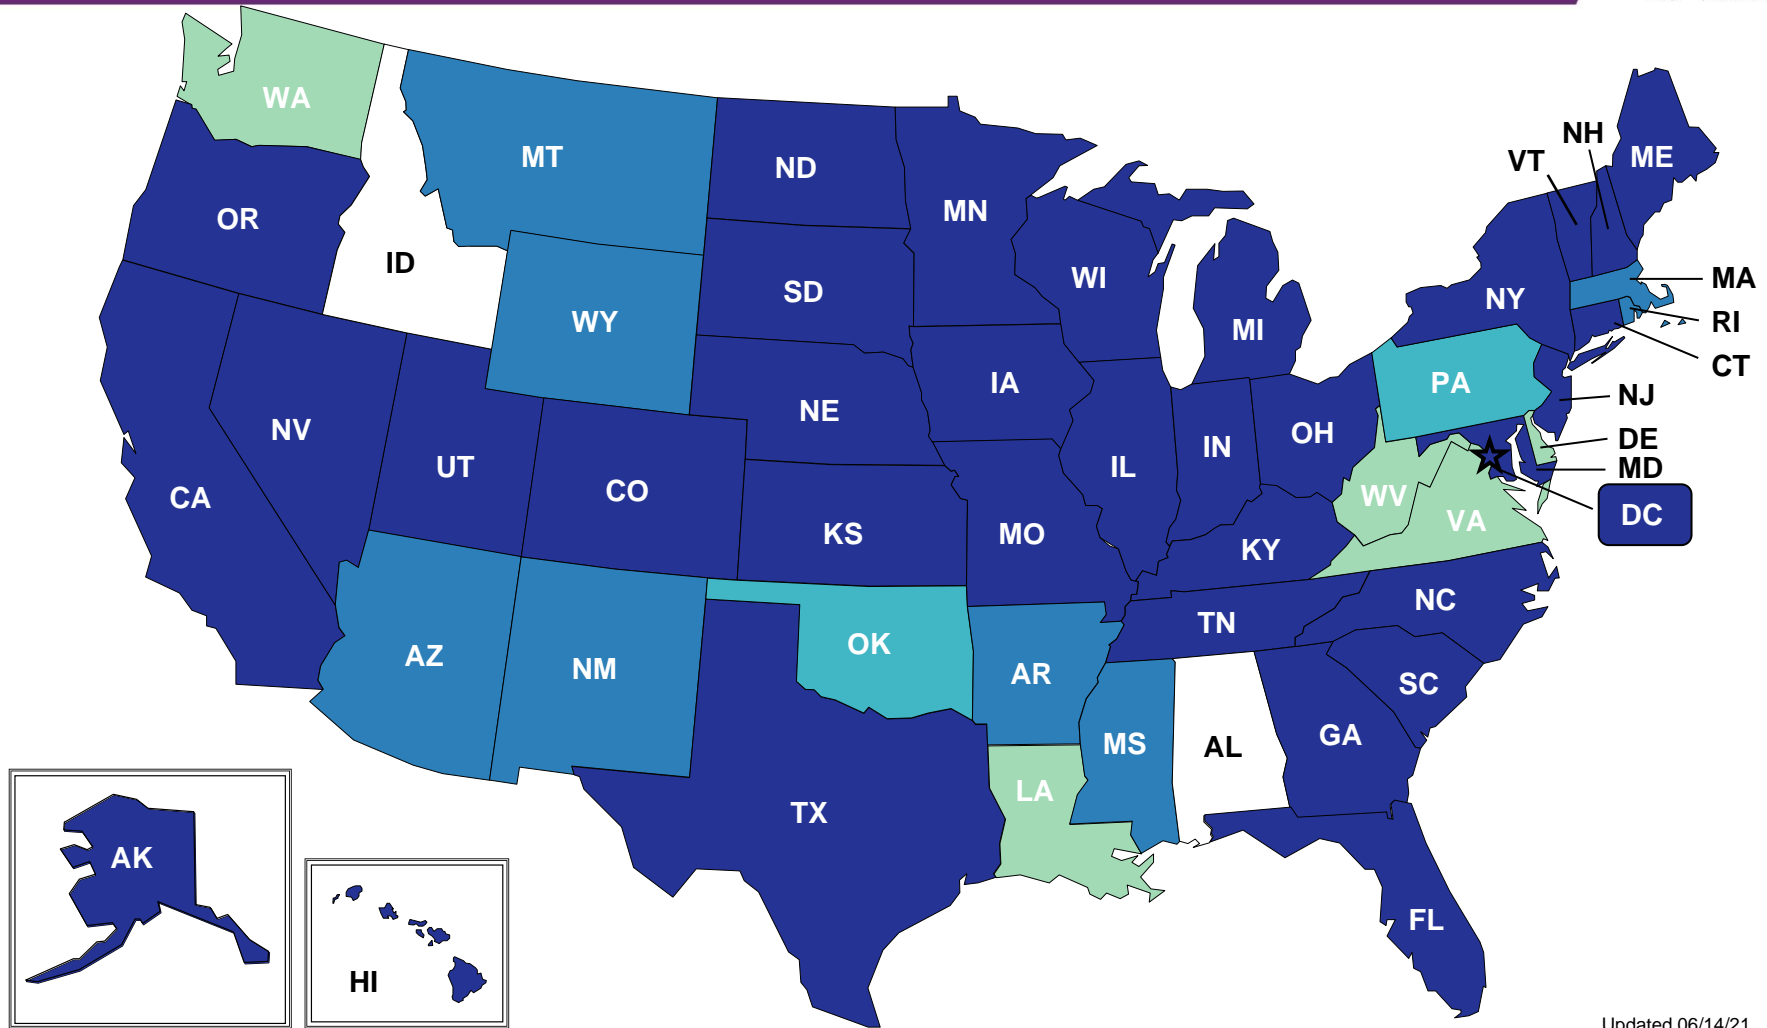 WA
MT
ND
MN
NH
VT
ME
OR
ID
SD
WI
WY
MI
NY
MA
RI
CT
IA
PA
NE
NV
NJ
DE
MD
DC
UT
CO
CA
IL
IN
OH
WV
VA
KS
MO
KY
NC
TN
AZ
NM
OK
AR
SC
MS
AL
GA
LA
TX
AK
HI
FL
Updated 06/14/21